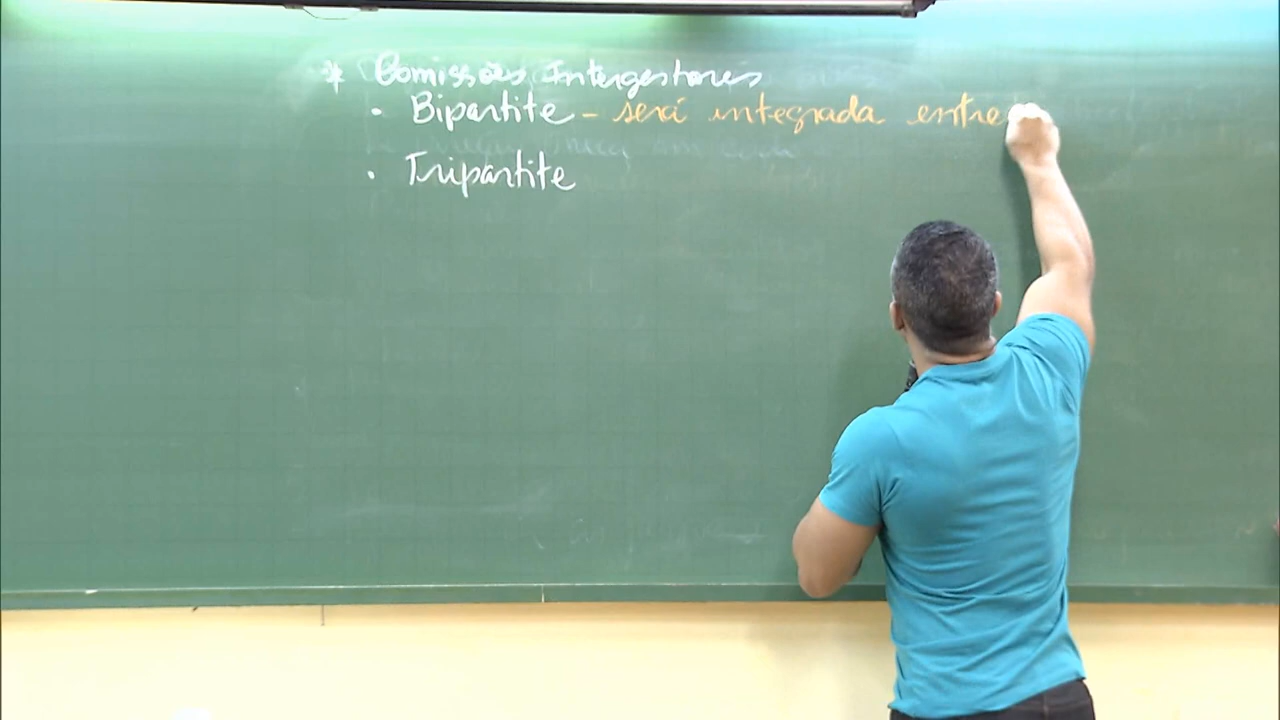 * Comissões Intergestores
• Bipartite - será integrada entre
• Tripartite